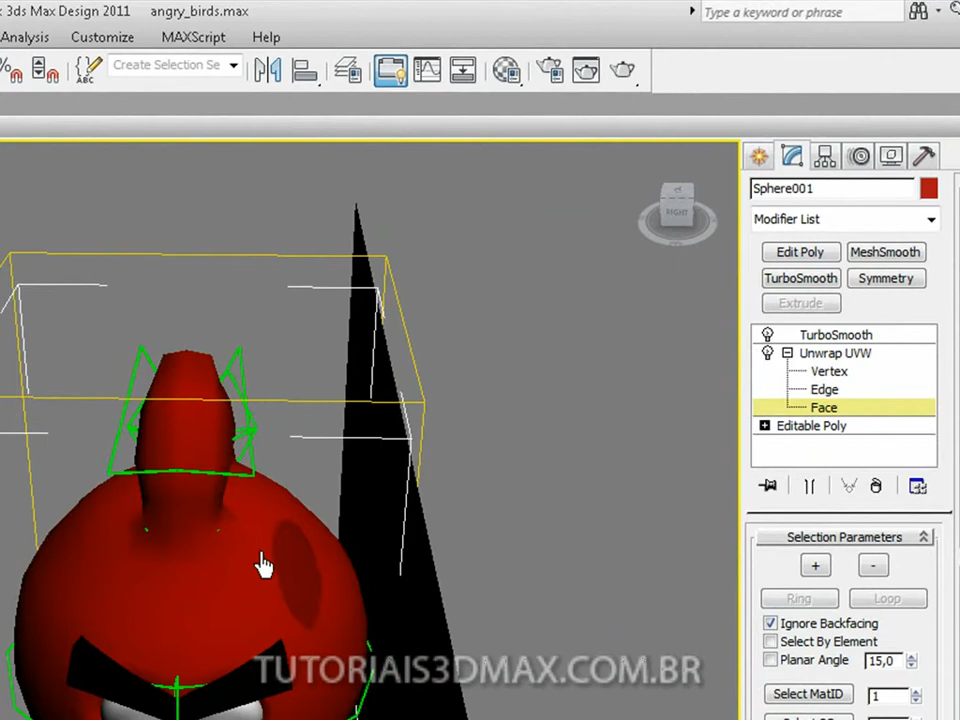 3ds Max Design 2011 angry_birds.max
Type a keyword or phrase
Analysis Customize MAXScript Help
% ABC Create Selection Se
Sphere001
Modifier List
RIGHT
Edit Poly MeshSmooth
TurboSmooth Symmetry
Extrude
TurboSmooth
Unwrap UVW
Vertex
Edge
Face
Editable Poly
Selection Parameters
+ -
Ring Loop
Ignore Backfacing
Select By Element
Planar Angle 15,0
Select MatID 1
TUTORIAIS3DMAX.COM.BR